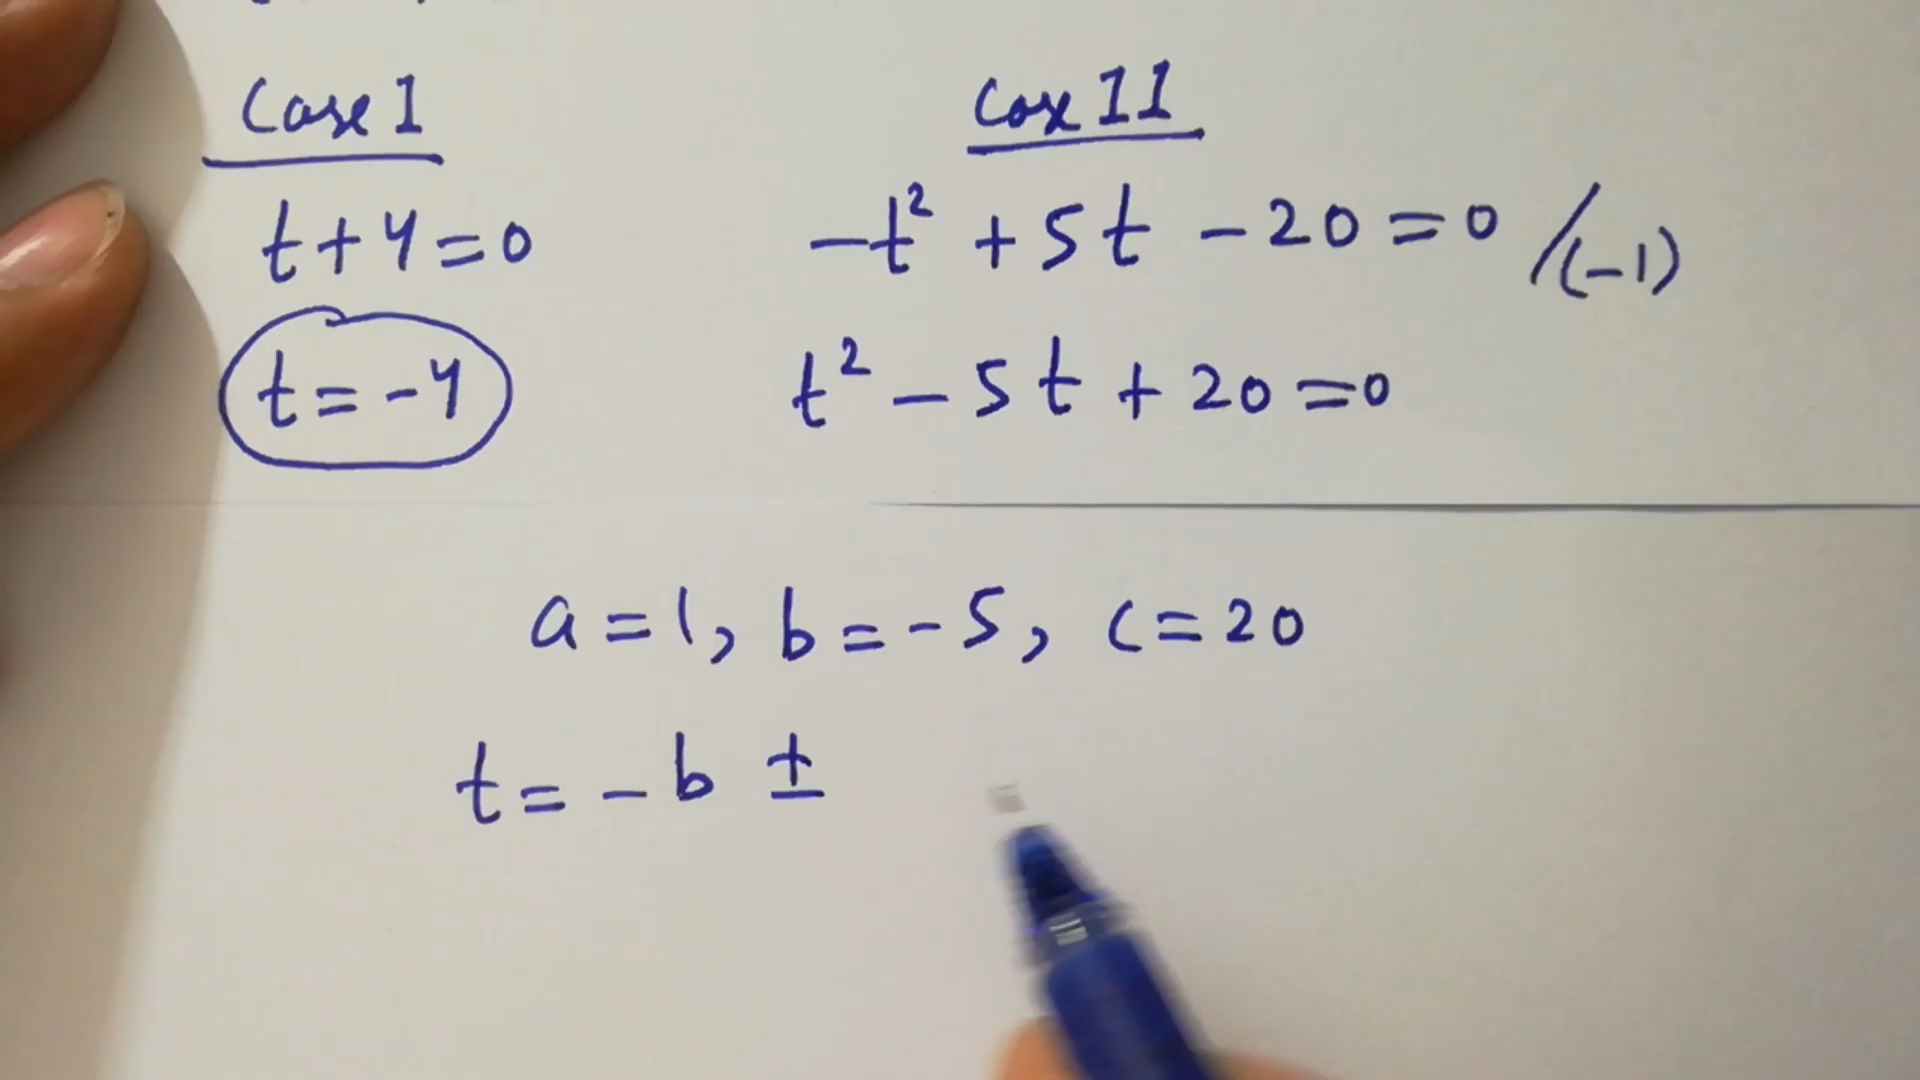 Case I
t + 4 = 0
t = -4
Case II
-t² + 5t - 20 = 0 /(-1)
t² - 5t + 20 = 0
a = 1, b = -5, c = 20
t = -b ±